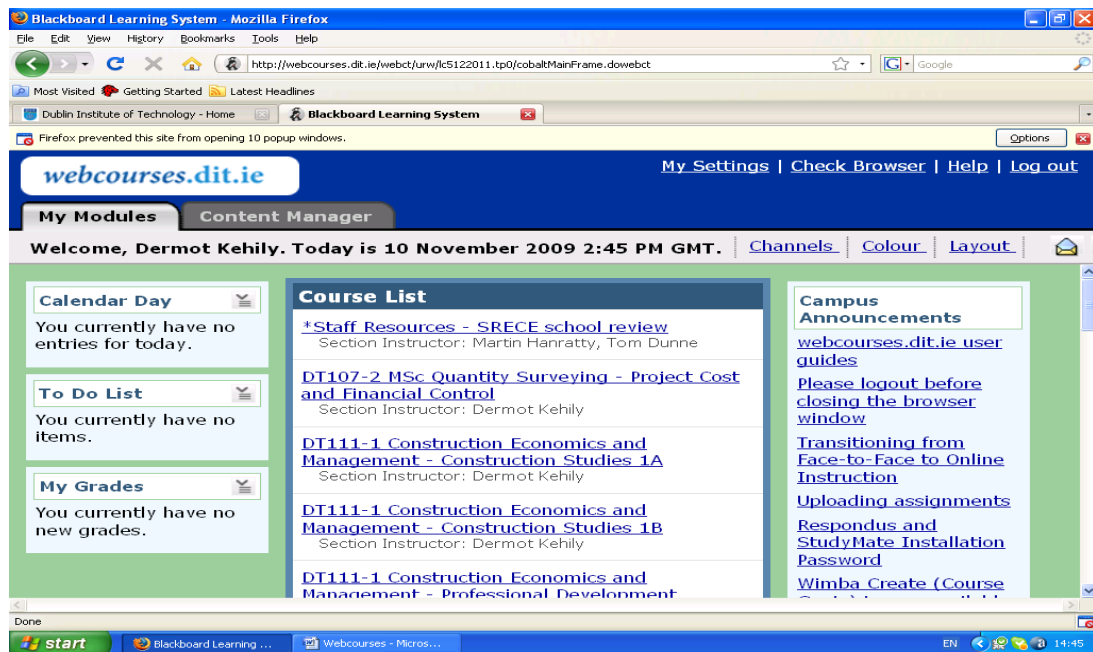 Blackboard Learning System - Mozilla Firefox
File Edit View History Bookmarks Tools Help
http://webcourses.dit.ie/webct/urw/lc5122011.tp0/cobaltMainFrame.dowebct
Google
Most Visited Getting Started Latest Headlines
Dublin Institute of Technology - Home
Blackboard Learning System
Firefox prevented this site from opening 10 popup windows.
Options
webcourses.dit.ie
My Settings | Check Browser | Help | Log out
My Modules
Content Manager
Welcome, Dermot Kehily. Today is 10 November 2009 2:45 PM GMT.
Channels
Colour
Layout
Calendar Day
You currently have no
entries for today.
To Do List
You currently have no
items.
My Grades
You currently have no
new grades.
Course List
*Staff Resources - SRECE school review
Section Instructor: Martin Hanratty, Tom Dunne
DT107-2 MSc Quantity Surveying - Project Cost
and Financial Control
Section Instructor: Dermot Kehily
DT111-1 Construction Economics and
Management - Construction Studies 1A
Section Instructor: Dermot Kehily
DT111-1 Construction Economics and
Management - Construction Studies 1B
Section Instructor: Dermot Kehily
DT111-1 Construction Economics and
Management - Professional Development
Campus
Announcements
webcourses.dit.ie user
guides
Please logout before
closing the browser
window
Transitioning from
Face-to-Face to Online
Instruction
Uploading assignments
Respondus and
StudyMate Installation
Password
Wimba Create (Course
Done
start
Blackboard Learning ...
Webcourses - Micros...
EN
14:45